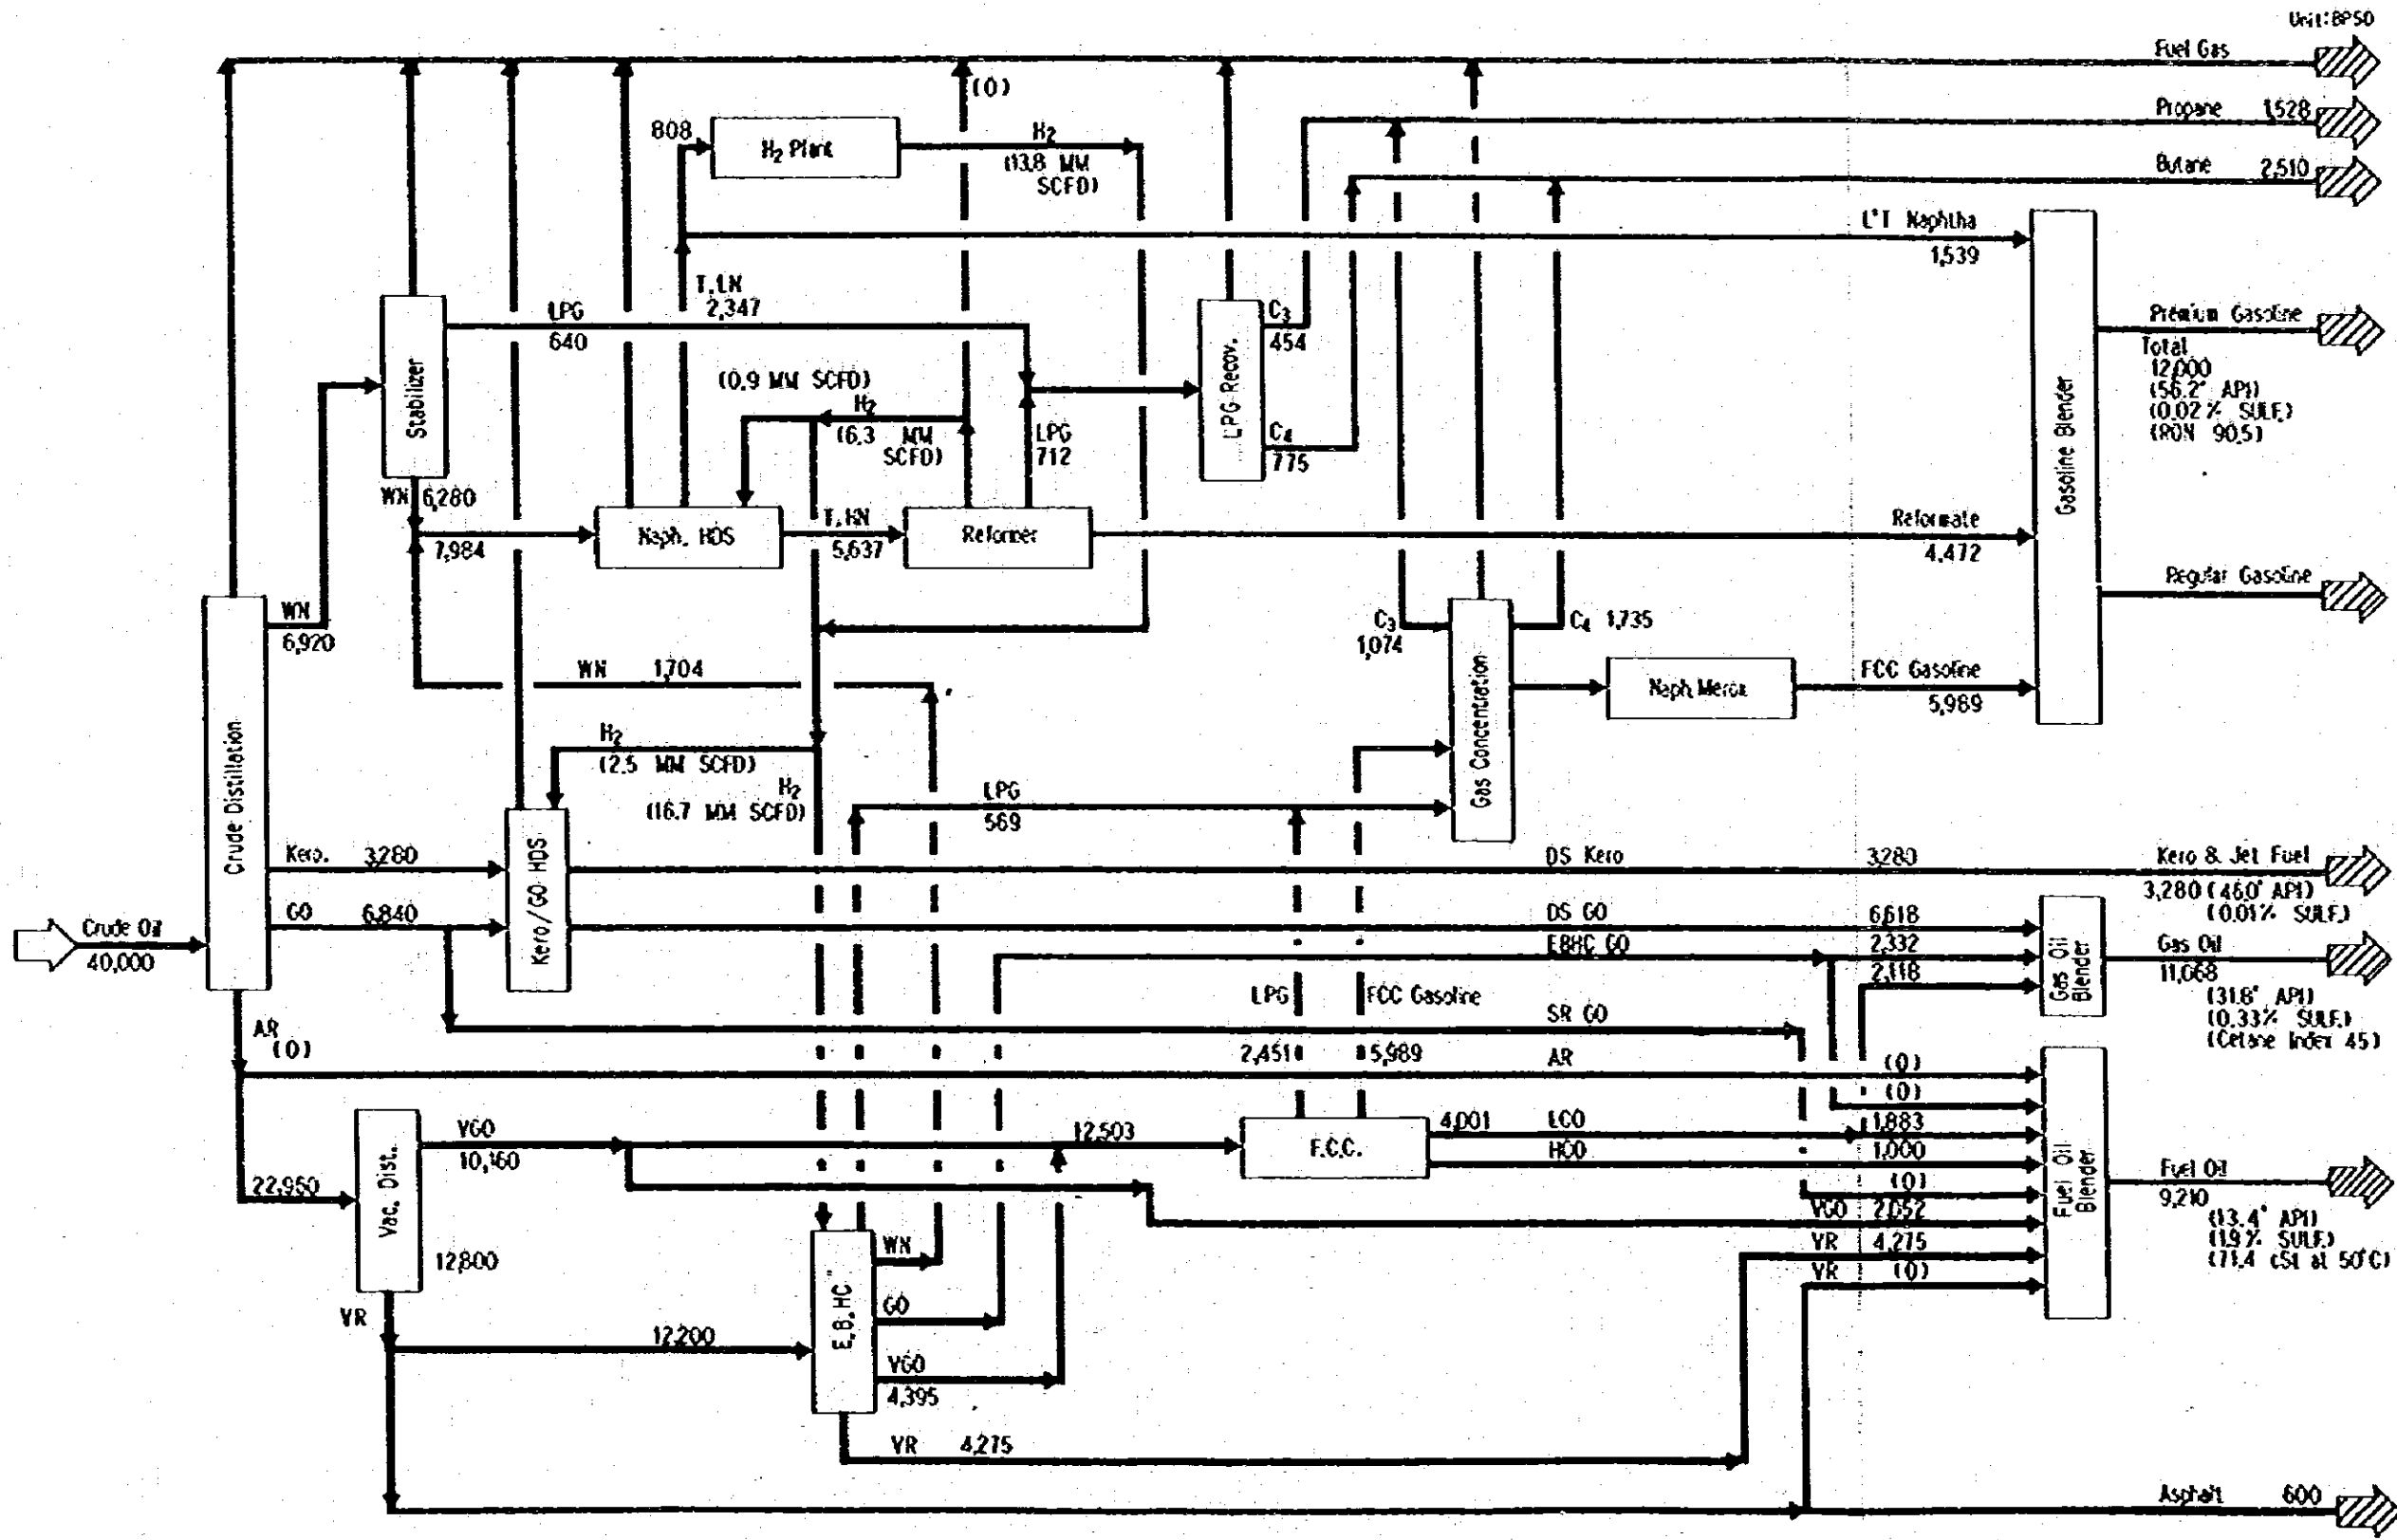 Unit: BPSD
Fuel Gas
(0)
Propane 1,528
808
H2 Plant
H2
(13.8 MM
SCFD)
Butane 2,510
L'T Naphtha
1,539
T.LN
2,347
LPG
640
Stabilizer
LPG Recov.
C3
454
C4
775
Gasoline Blender
Premium Gasoline
Total
12,000
(56.2° API)
(0.02% SULF.)
(RON 90.5)
(0.9 MM SCFD)
H2
(6.3 MM
SCFD)
LPG
712
WN 6,280
7,984
Naph. HDS
T.HN
5,637
Reformer
Reformate
4,472
Regular Gasoline
WN
6,920
C3
1,074
C4 1,735
WN 1,704
Gas Concentration
Naph. Merox
FCC Gasoline
5,989
Crude Distillation
H2
(2.5 MM SCFD)
H2
(16.7 MM SCFD)
LPG
569
Kero. 3,280
Kero/GO HDS
DS Kero 3,280
Kero & Jet Fuel
3,280 (46.0° API)
(0.01% SULF.)
GO 6,840
DS GO 6,618
Crude Oil
40,000
EBHC GO 2,332
2,118
Gas Oil
Blender
Gas Oil
11,068
(31.8° API)
(0.33% SULF.)
(Cetane Index 45)
LPG
FCC Gasoline
SR GO
AR
(0)
2,451
5,989
AR (0)
(0)
Vac. Dist.
VGO
10,160
12,503
F.C.C.
4,001 LCO 1,883
HCO 1,000
(0)
22,960
VGO 2,052
VR 4,275
VR (0)
Fuel Oil
Blender
Fuel Oil
9,210
(13.4° API)
(1.9% SULF.)
(71.4 cSt at 50°C)
12,800
E.B.HC"
WN
GO
VR
12,200
VGO
4,395
VR 4,275
Asphalt 600